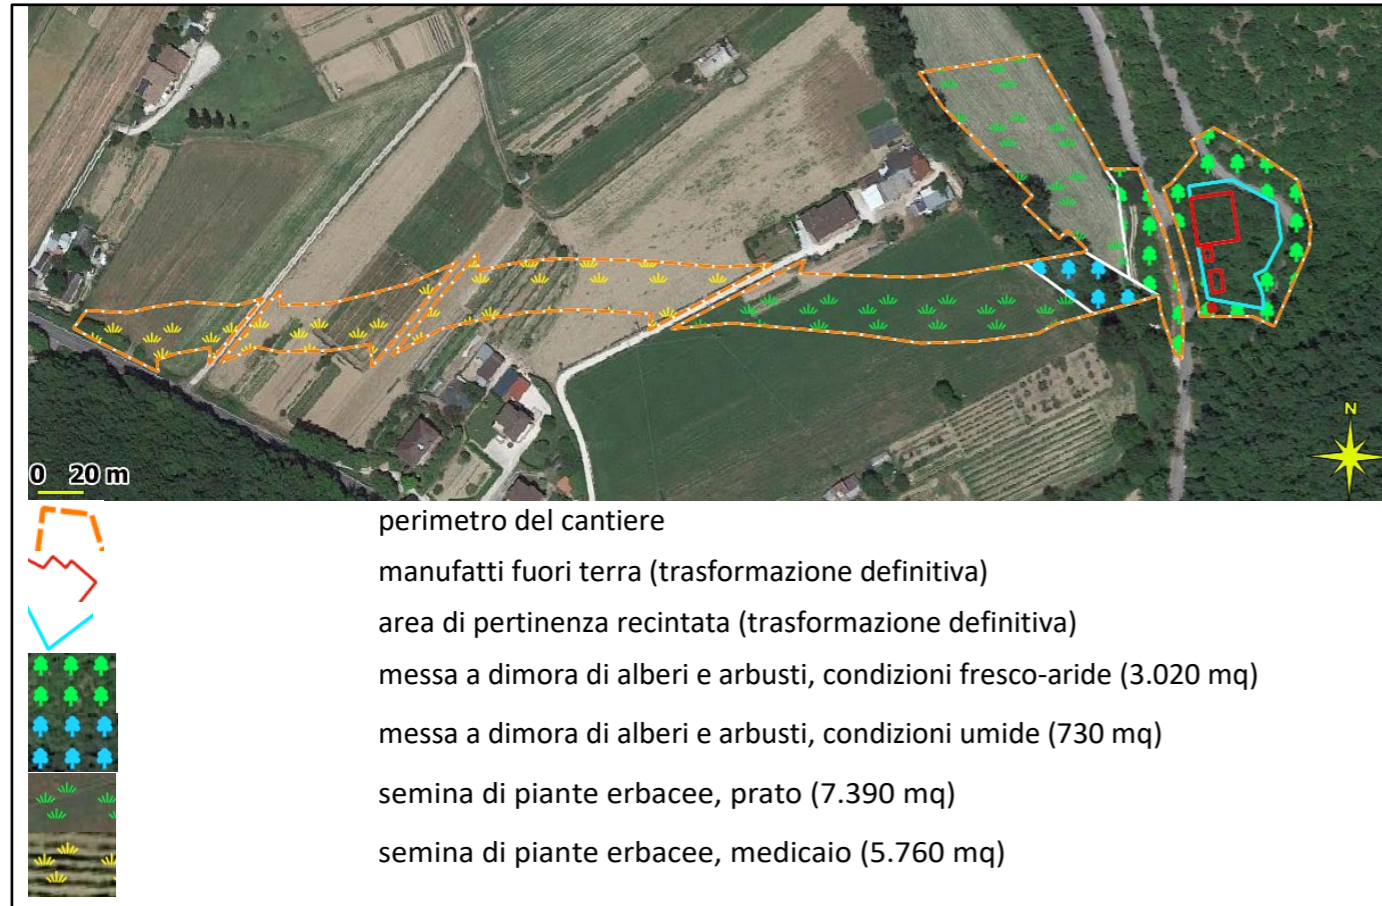 N
0 20 m
perimetro del cantiere
manufatti fuori terra (trasformazione definitiva)
area di pertinenza recintata (trasformazione definitiva)
messa a dimora di alberi e arbusti, condizioni fresco-aride (3.020 mq)
messa a dimora di alberi e arbusti, condizioni umide (730 mq)
semina di piante erbacee, prato (7.390 mq)
semina di piante erbacee, medicaio (5.760 mq)